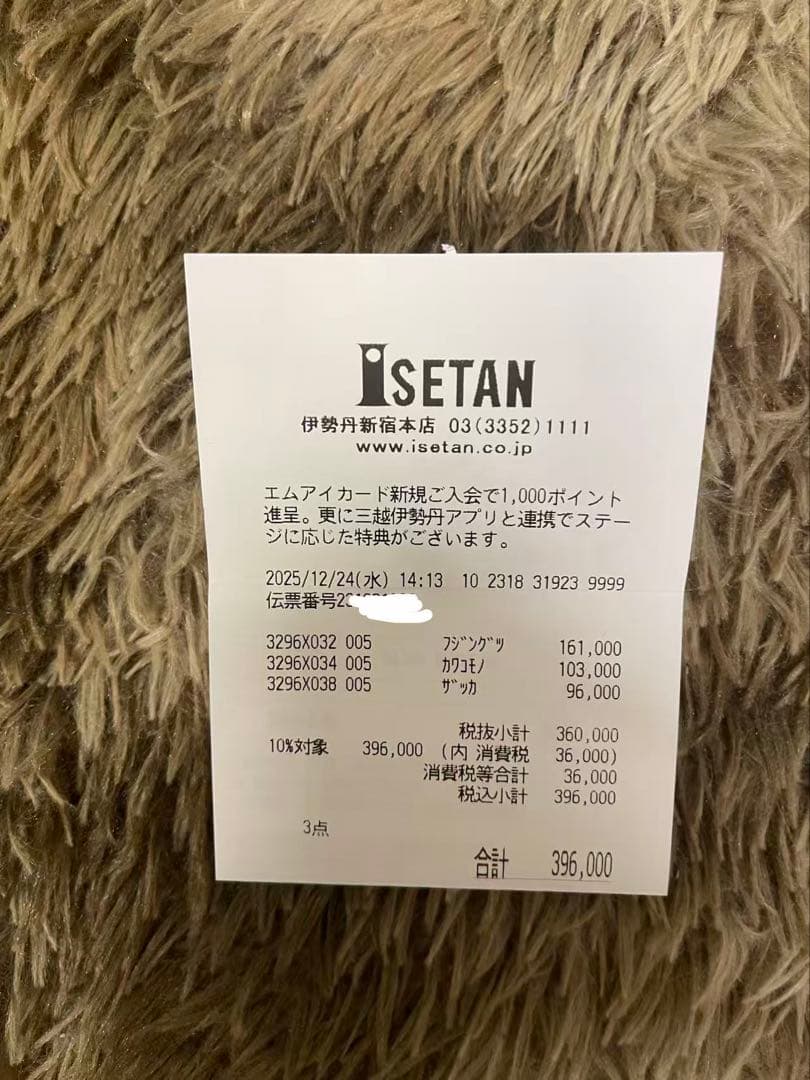 ISETAN
伊勢丹新宿本店 03(3352)1111
www.isetan.co.jp
エムアイカード新規ご入会で1,000ポイント
進呈。更に三越伊勢丹アプリと連携でステー
ジに応じた特典がございます。
2025/12/24(水) 14:13 10 2318 31923 9999
伝票番号
3296X032 005 フジングツ 161,000
3296X034 005 カワコモノ 103,000
3296X038 005 ザッカ 96,000
税抜小計 360,000
10%対象 396,000 (内 消費税 36,000)
消費税等合計 36,000
税込小計 396,000
3点
合計 396,000